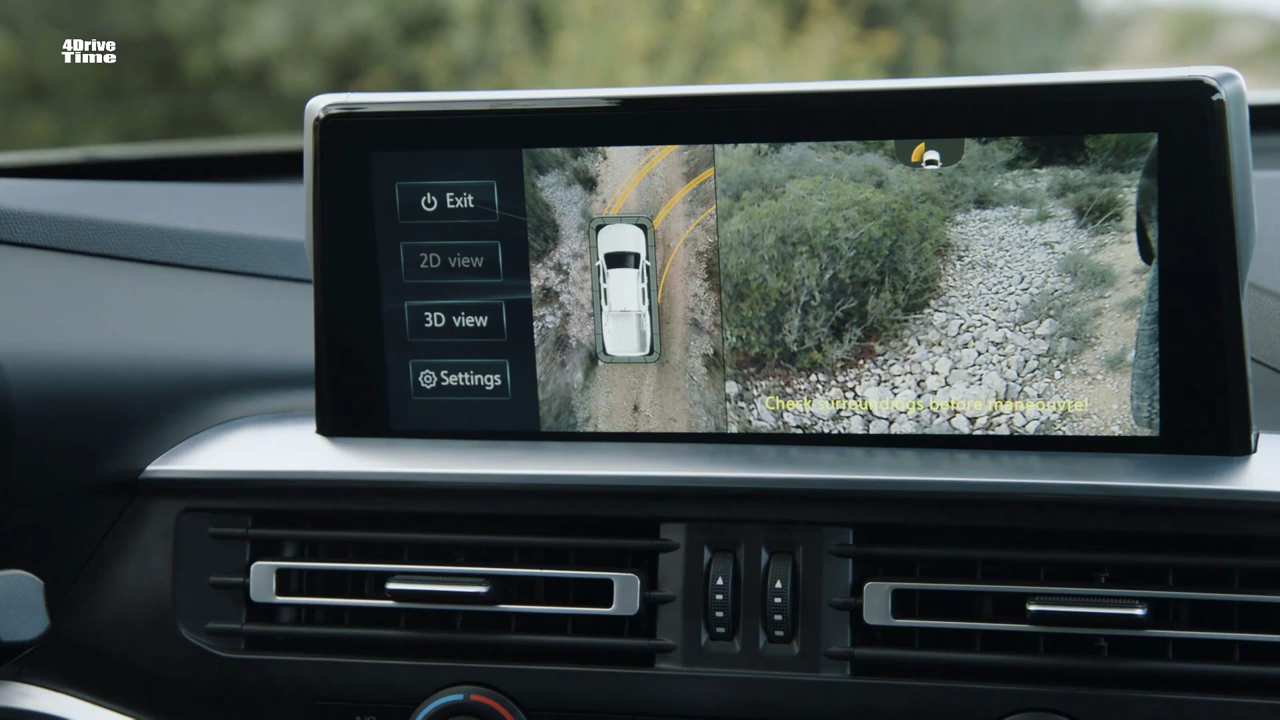 4Drive
Time
Exit
2D view
3D view
Settings
Check surroundings before manoeuvre!